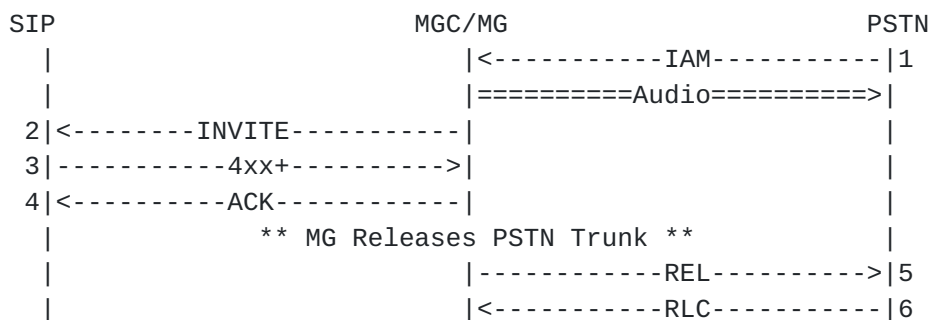 SIP                       MGC/MG                       PSTN
  |                          |<-----------IAM-----------|1
  |                          |==========Audio==========>|
 2|<--------INVITE-----------|                          |
 3|-----------4xx+---------->|                          |
 4|<----------ACK------------|                          |
  |            ** MG Releases PSTN Trunk **             |
  |                          |------------REL---------->|5
  |                          |<-----------RLC-----------|6